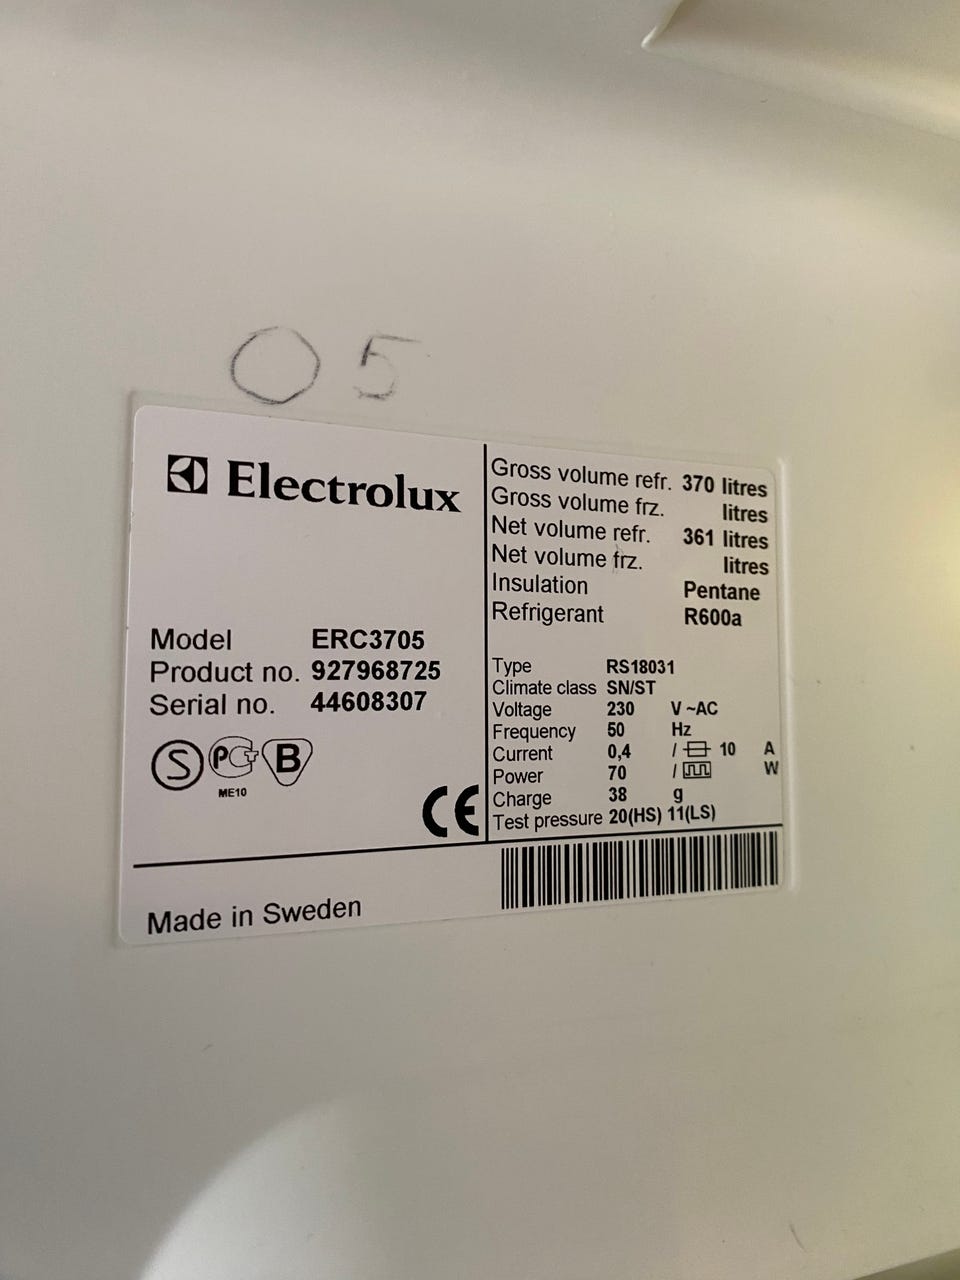 05
Electrolux
Model ERC3705
Product no. 927968725
Serial no. 44608307
S PCT B
ME10
CE
Made in Sweden
Gross volume refr. 370 litres
Gross volume frz. litres
Net volume refr. 361 litres
Net volume frz. litres
Insulation Pentane
Refrigerant R600a
Type RS18031
Climate class SN/ST
Voltage 230 V ~AC
Frequency 50 Hz
Current 0,4 / 10 A
Power 70 / W
Charge 38 g
Test pressure 20(HS) 11(LS)